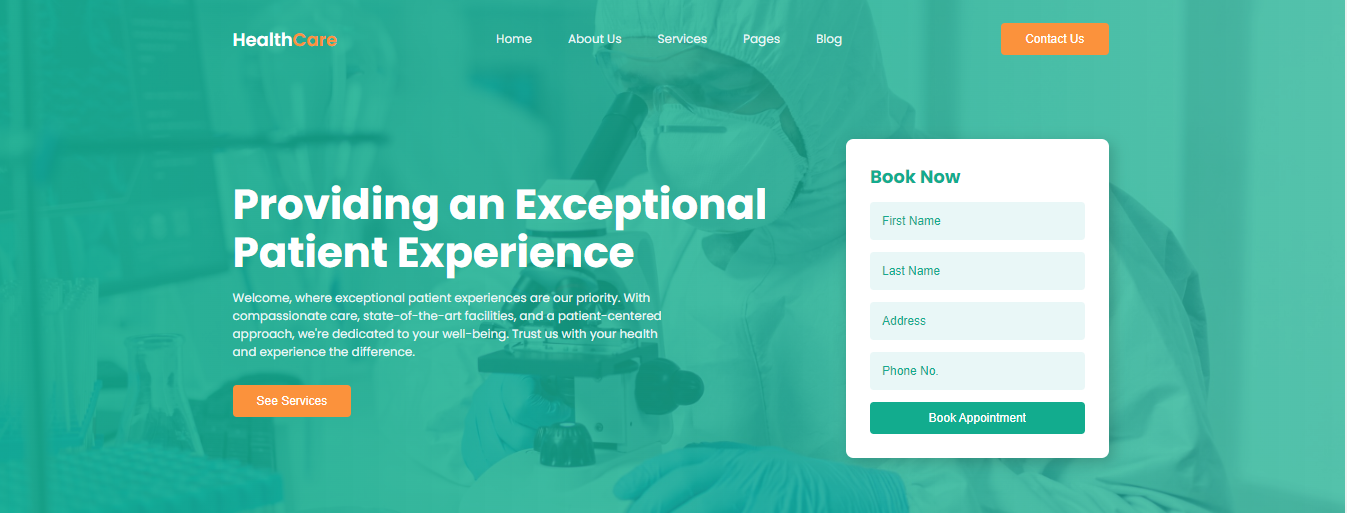 HealthCare
Home
About Us
Services
Pages
Blog
Contact Us
Providing an Exceptional
Patient Experience
Welcome, where exceptional patient experiences are our priority. With
compassionate care, state-of-the-art facilities, and a patient-centered
approach, we're dedicated to your well-being. Trust us with your health
and experience the difference.
See Services
Book Now
First Name
Last Name
Address
Phone No.
Book Appointment